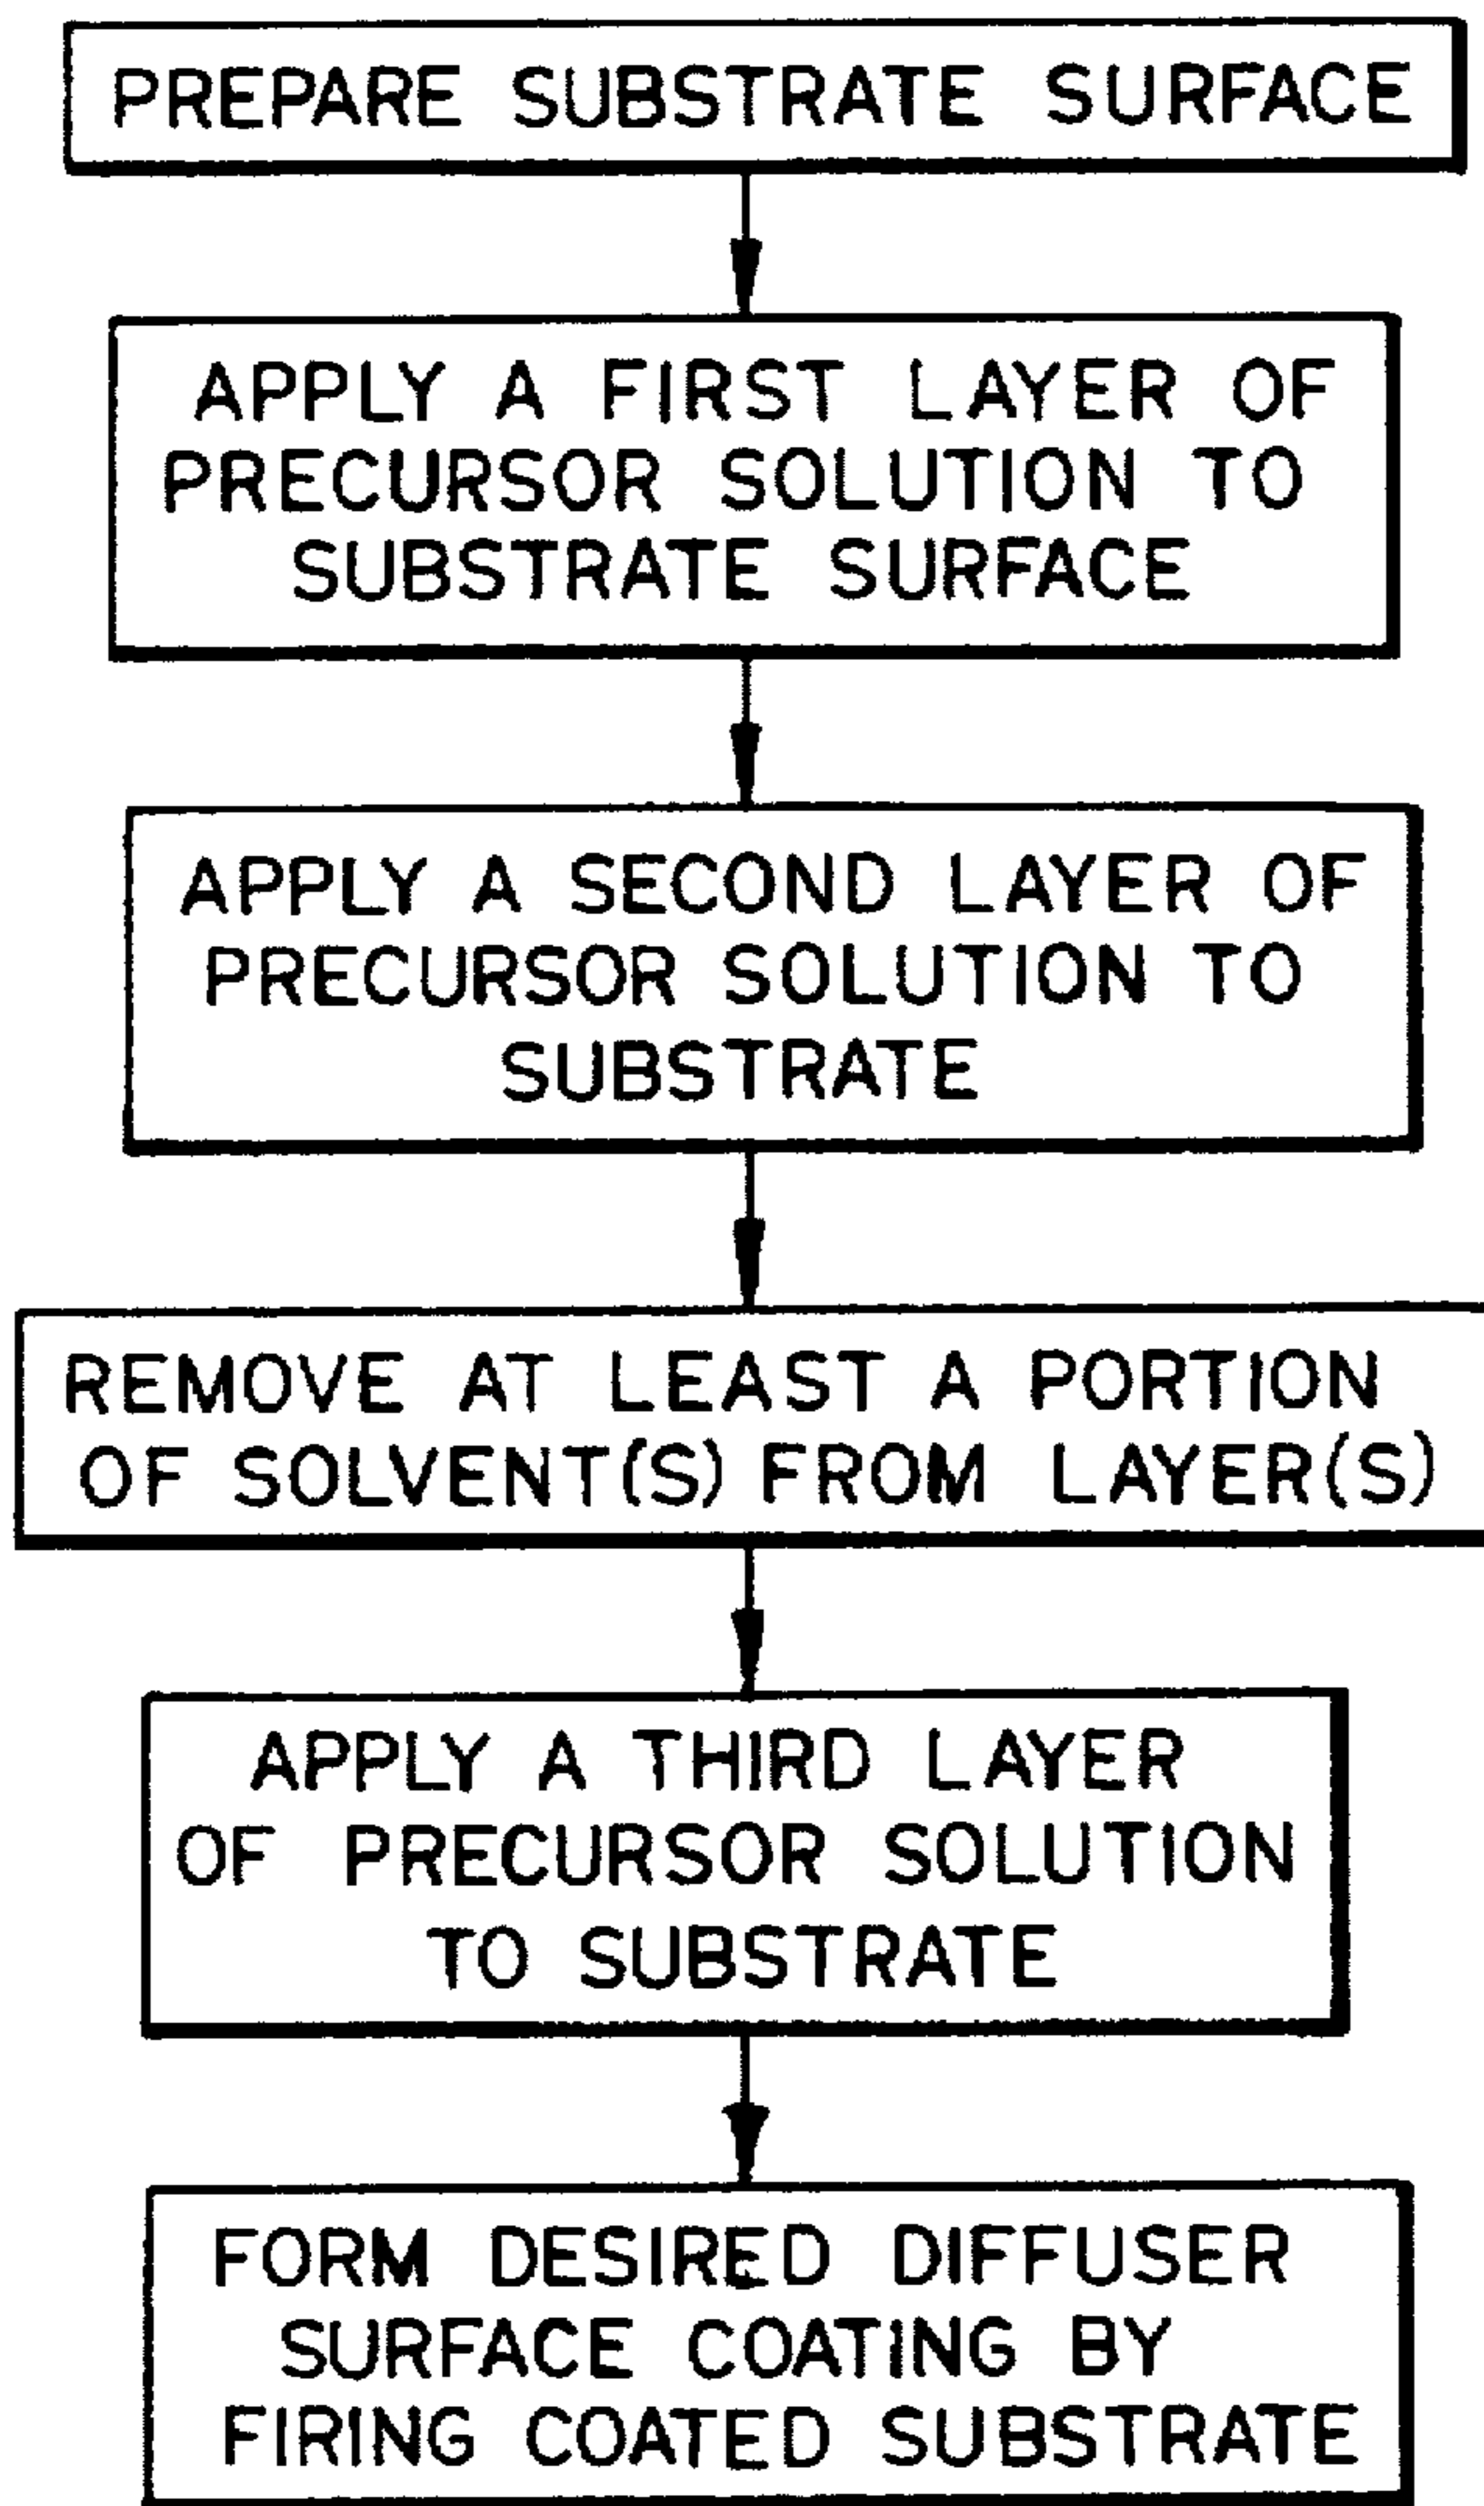 PREPARE SUBSTRATE SURFACE
APPLY A FIRST LAYER OF
PRECURSOR SOLUTION TO
SUBSTRATE SURFACE
APPLY A SECOND LAYER OF
PRECURSOR SOLUTION TO
SUBSTRATE
REMOVE AT LEAST A PORTION
OF SOLVENT(S) FROM LAYER(S)
APPLY A THIRD LAYER
OF PRECURSOR SOLUTION
TO SUBSTRATE
FORM DESIRED DIFFUSER
SURFACE COATING BY
FIRING COATED SUBSTRATE